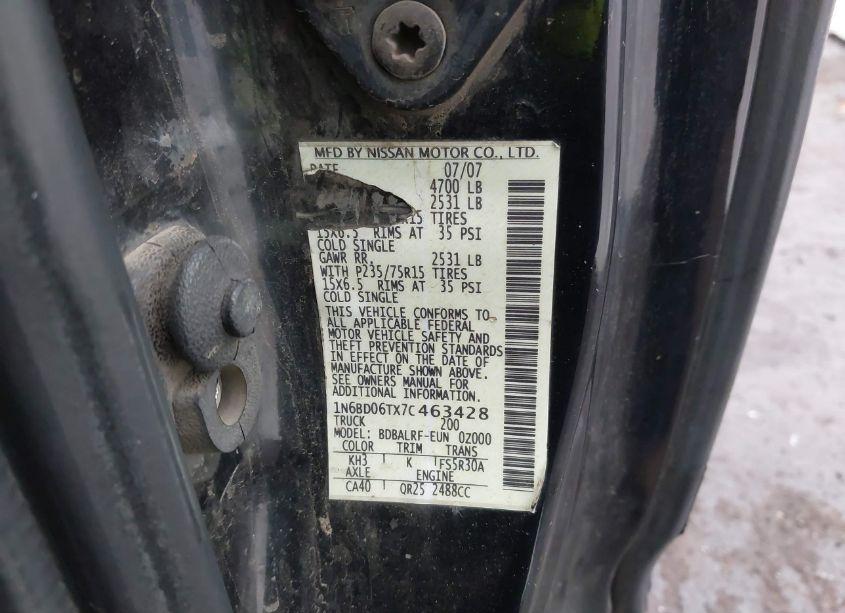 MFD BY NISSAN MOTOR CO., LTD.
DATE 07/07
4700 LB
2531 LB
R15 TIRES
15X6.5 RIMS AT 35 PSI
COLD SINGLE
GAWR RR. 2531 LB
WITH P235/75R15 TIRES
15X6.5 RIMS AT 35 PSI
COLD SINGLE
THIS VEHICLE CONFORMS TO
ALL APPLICABLE FEDERAL
MOTOR VEHICLE SAFETY AND
THEFT PREVENTION STANDARDS
IN EFFECT ON THE DATE OF
MANUFACTURE SHOWN ABOVE.
SEE OWNERS MANUAL FOR
ADDITIONAL INFORMATION.
1N6BD06TX7C463428
TRUCK 200
MODEL: BDBALRF-EUN 0Z000
COLOR TRIM TRANS
KH3 K FS5R30A
AXLE ENGINE
CA40 QR25 2488CC